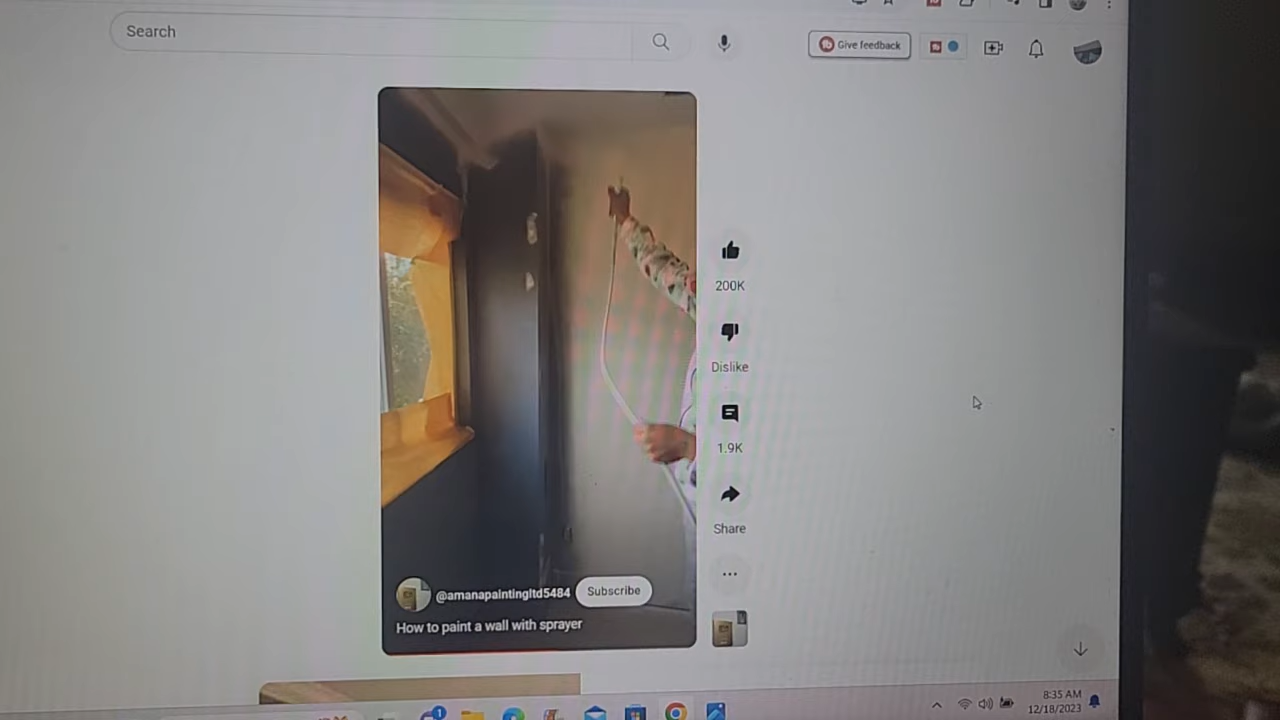 Search
Give feedback
200K
Dislike
1.9K
Share
@amanapaintingltd5484
Subscribe
How to paint a wall with sprayer
1
8:35 AM
12/18/2023